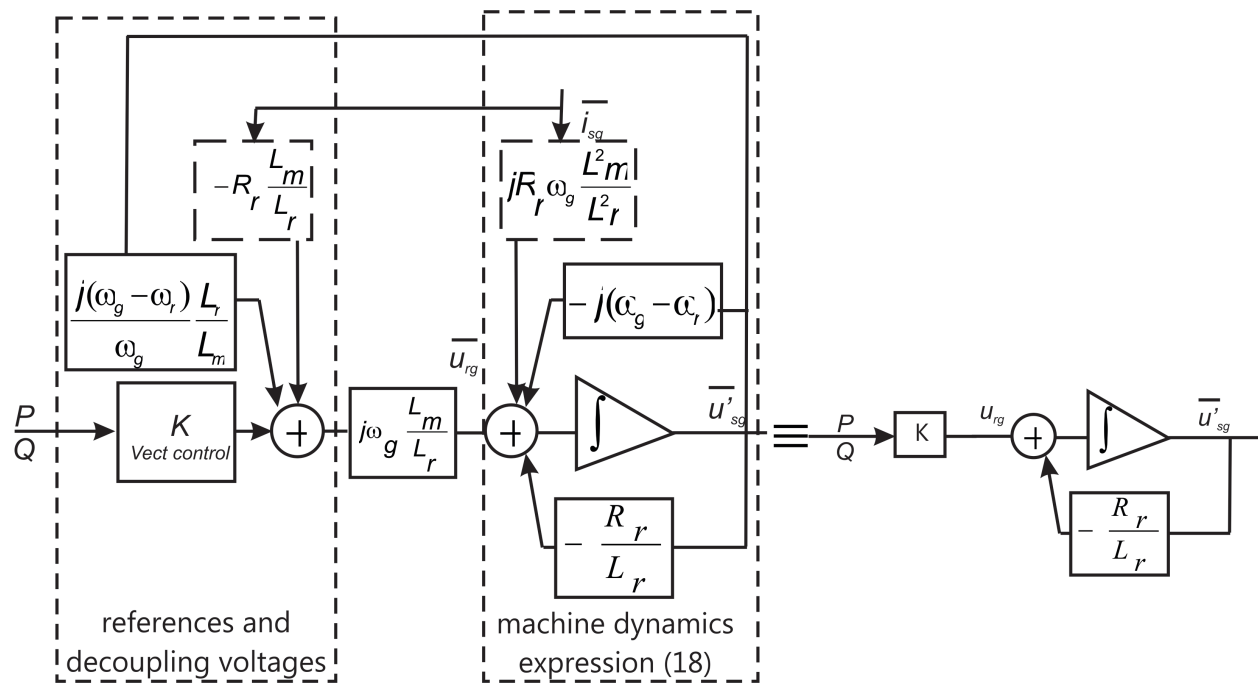 i_sg
-R_r L_m/L_r
jR_r ω_g L²m/L²r
j(ω_g − ω_r)/ω_g L_r/L_m
− j(ω_g − ω_r)
u_rg
P
Q
K
Vect control
+
jω_g L_m/L_r
+
∫
u'_sg
≡
P
Q
K
u_rg
+
∫
u'_sg
− R_r/L_r
− R_r/L_r
references and
decoupling voltages
machine dynamics
expression (18)